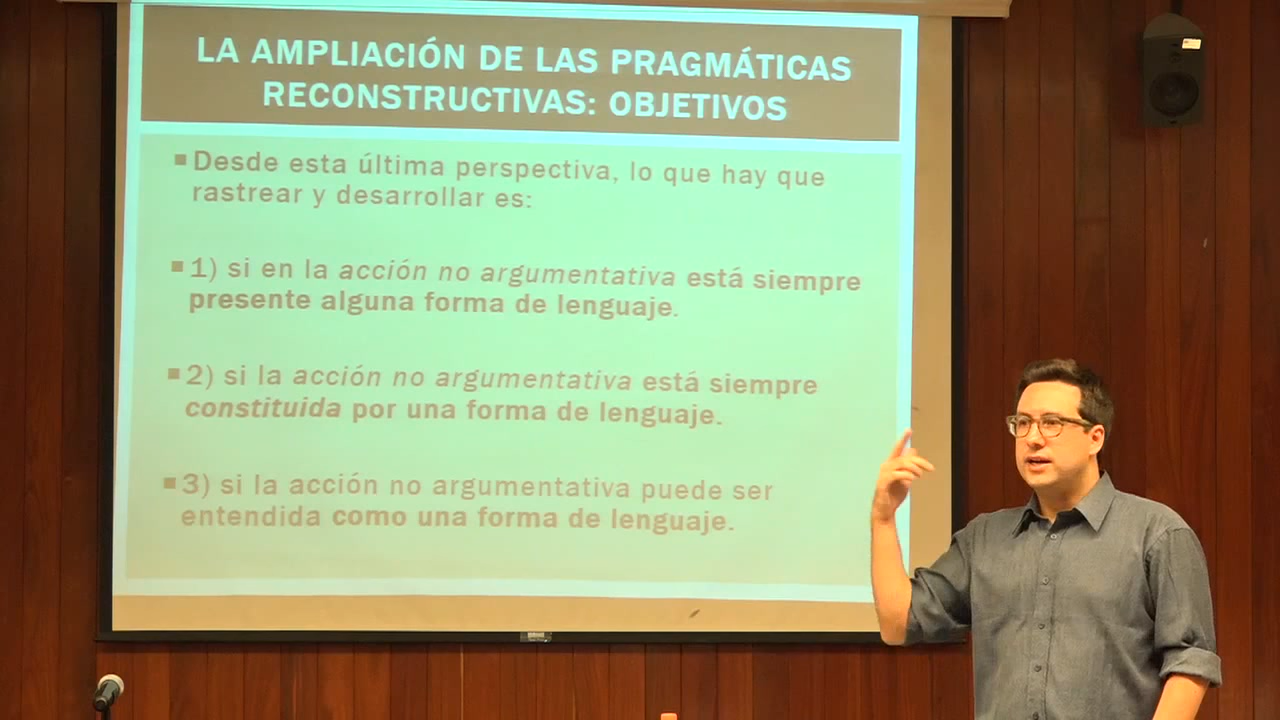 LA AMPLIACIÓN DE LAS PRAGMÁTICAS
RECONSTRUCTIVAS: OBJETIVOS
▪Desde esta última perspectiva, lo que hay que
rastrear y desarrollar es:
▪1) si en la acción no argumentativa está siempre
presente alguna forma de lenguaje.
▪2) si la acción no argumentativa está siempre
constituida por una forma de lenguaje.
▪3) si la acción no argumentativa puede ser
entendida como una forma de lenguaje.